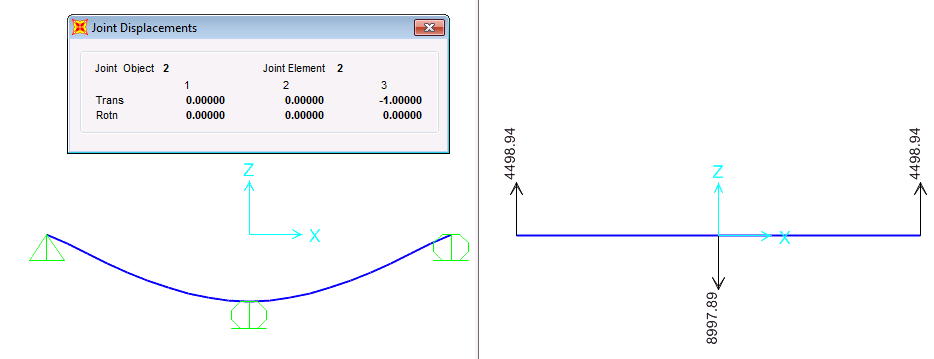 Joint Displacements
Joint Object 2 Joint Element 2
1 2 3
Trans 0.00000 0.00000 -1.00000
Rotn 0.00000 0.00000 0.00000
Z
X
4498.94
4498.94
Z
X
8997.89